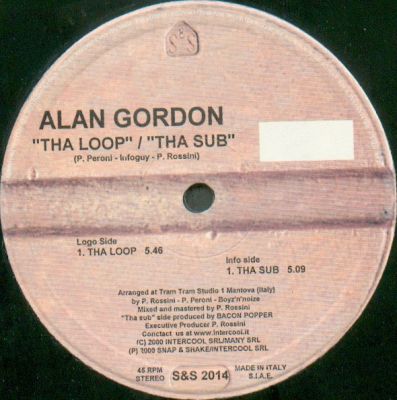 S&S
ALAN GORDON
"THA LOOP" / "THA SUB"
(P. Peroni - Infoguy - P. Rossini)
Logo Side
1. THA LOOP 5.46
Info side
1. THA SUB 5.09
Arranged at Tram Tram Studio 1 Mantova (Italy)
by P. Rossini - P. Peroni - Boyz'n'noize
Mixed and mastered by P. Rossini
"Tha sub" side produced by BACON POPPER
Executive Producer P. Rossini
Conctact us at www.intercool.it
(C) 2000 INTERCOOL SRL/MANY SRL
(P) 2000 SNAP & SHAKE/INTERCOOL SRL
45 RPM
STEREO
S&S 2014
MADE IN ITALY
S.I.A.E.